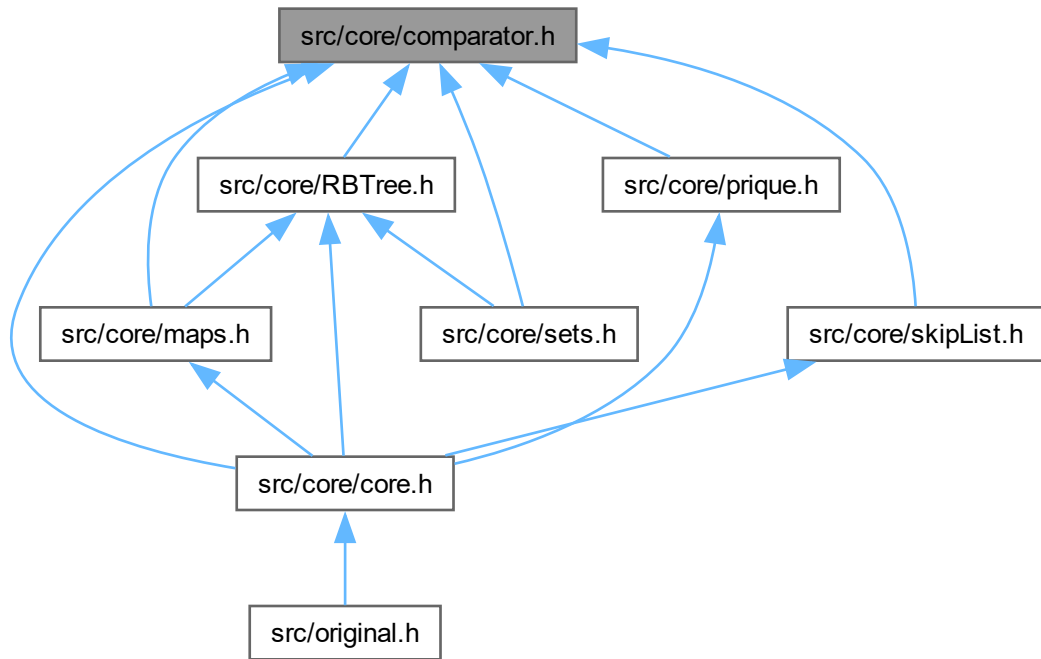 src/core/comparator.h
src/core/RBTree.h
src/core/prique.h
src/core/maps.h
src/core/sets.h
src/core/skipList.h
src/core/core.h
src/original.h